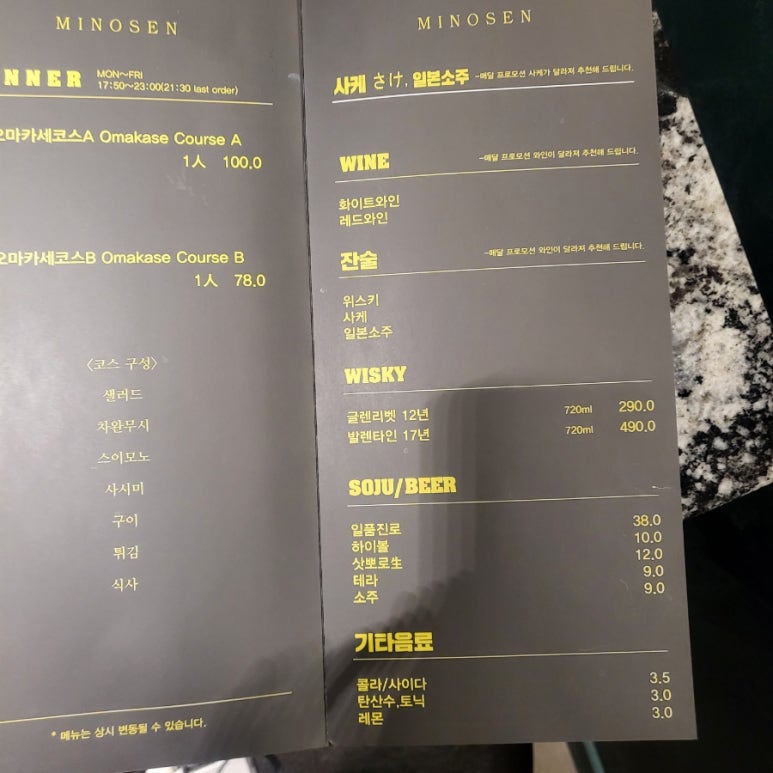 MINOSEN
NNER MON~FRI
17:50~23:00(21:30 last order)
오마카세코스A Omakase Course A
1人 100.0
오마카세코스B Omakase Course B
1人 78.0
<코스 구성>
샐러드
차완무시
스이모노
사시미
구이
튀김
식사
* 메뉴는 상시 변동될 수 있습니다.
MINOSEN
사케 さけ, 일본소주 -매달 프로모션 사케가 달라져 추천해 드립니다.
WINE -매달 프로모션 와인이 달라져 추천해 드립니다.
화이트와인
레드와인
잔술 -매달 프로모션 와인이 달라져 추천해 드립니다.
위스키
사케
일본소주
WISKY
글렌리벳 12년 720ml 290.0
발렌타인 17년 720ml 490.0
SOJU/BEER
일품진로 38.0
하이볼 10.0
삿뽀로生 12.0
테라 9.0
소주 9.0
기타음료
콜라/사이다 3.5
탄산수,토닉 3.0
레몬 3.0